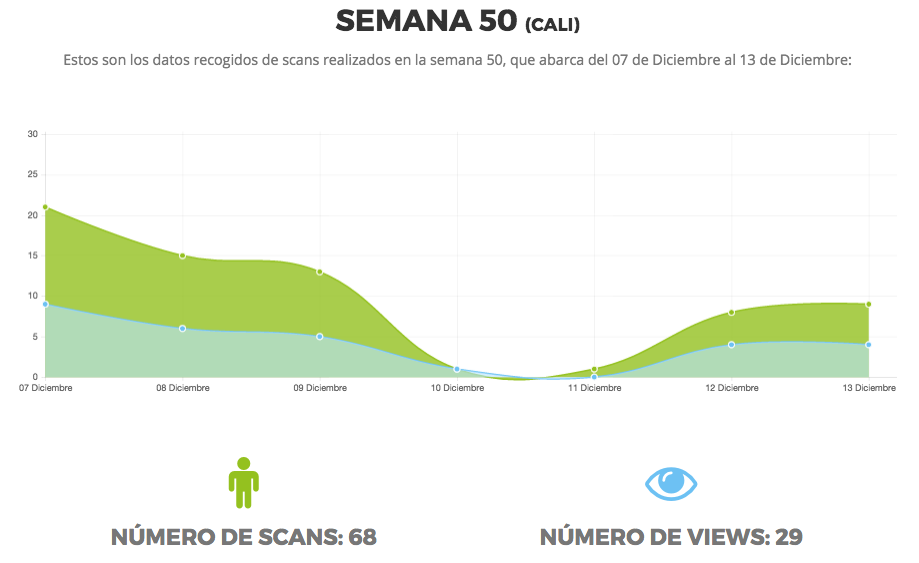 SEMANA 50 (CALI)
Estos son los datos recogidos de scans realizados en la semana 50, que abarca del 07 de Diciembre al 13 de Diciembre:
30
25
20
15
10
5
0
07 Diciembre 08 Diciembre 09 Diciembre 10 Diciembre 11 Diciembre 12 Diciembre 13 Diciembre
NÚMERO DE SCANS: 68 NÚMERO DE VIEWS: 29